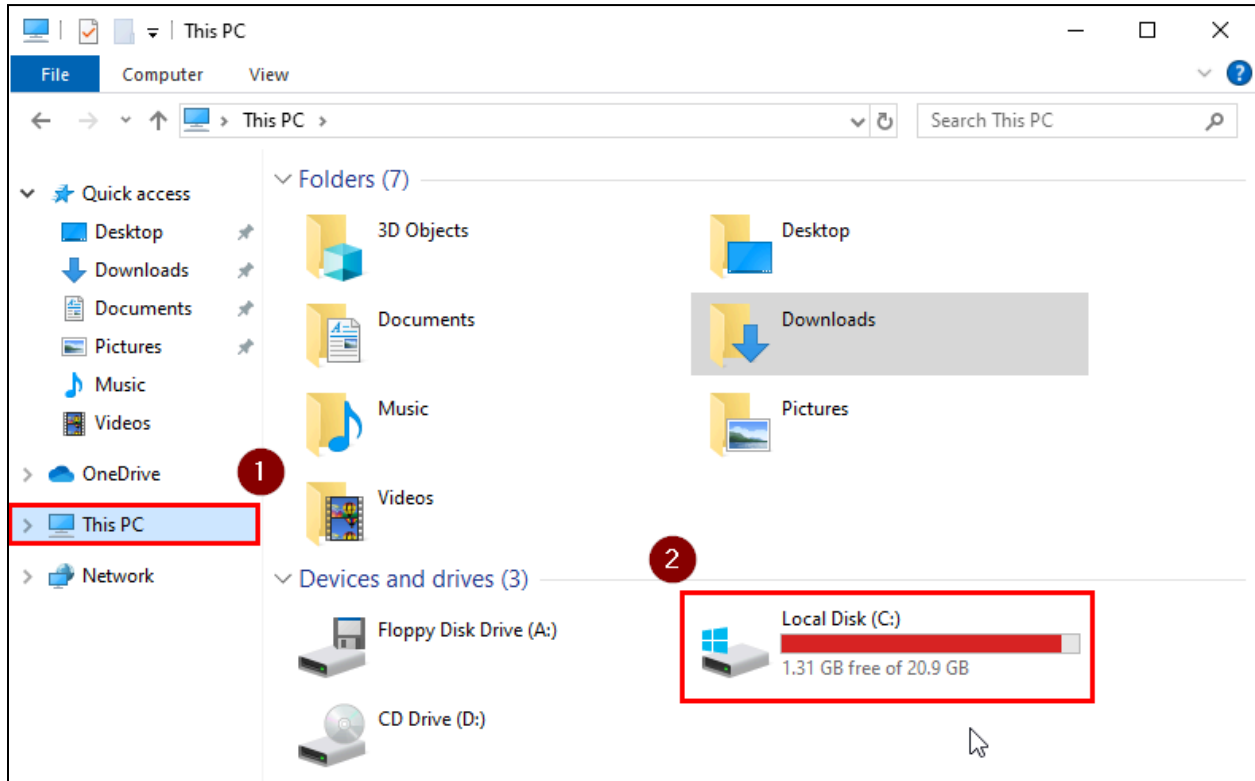 This PC
File Computer View
This PC
Search This PC
Quick access
Desktop
Downloads
Documents
Pictures
Music
Videos
OneDrive
1
This PC
Network
Folders (7)
3D Objects
Desktop
Documents
Downloads
Music
Pictures
Videos
2
Devices and drives (3)
Floppy Disk Drive (A:)
Local Disk (C:)
1.31 GB free of 20.9 GB
CD Drive (D:)